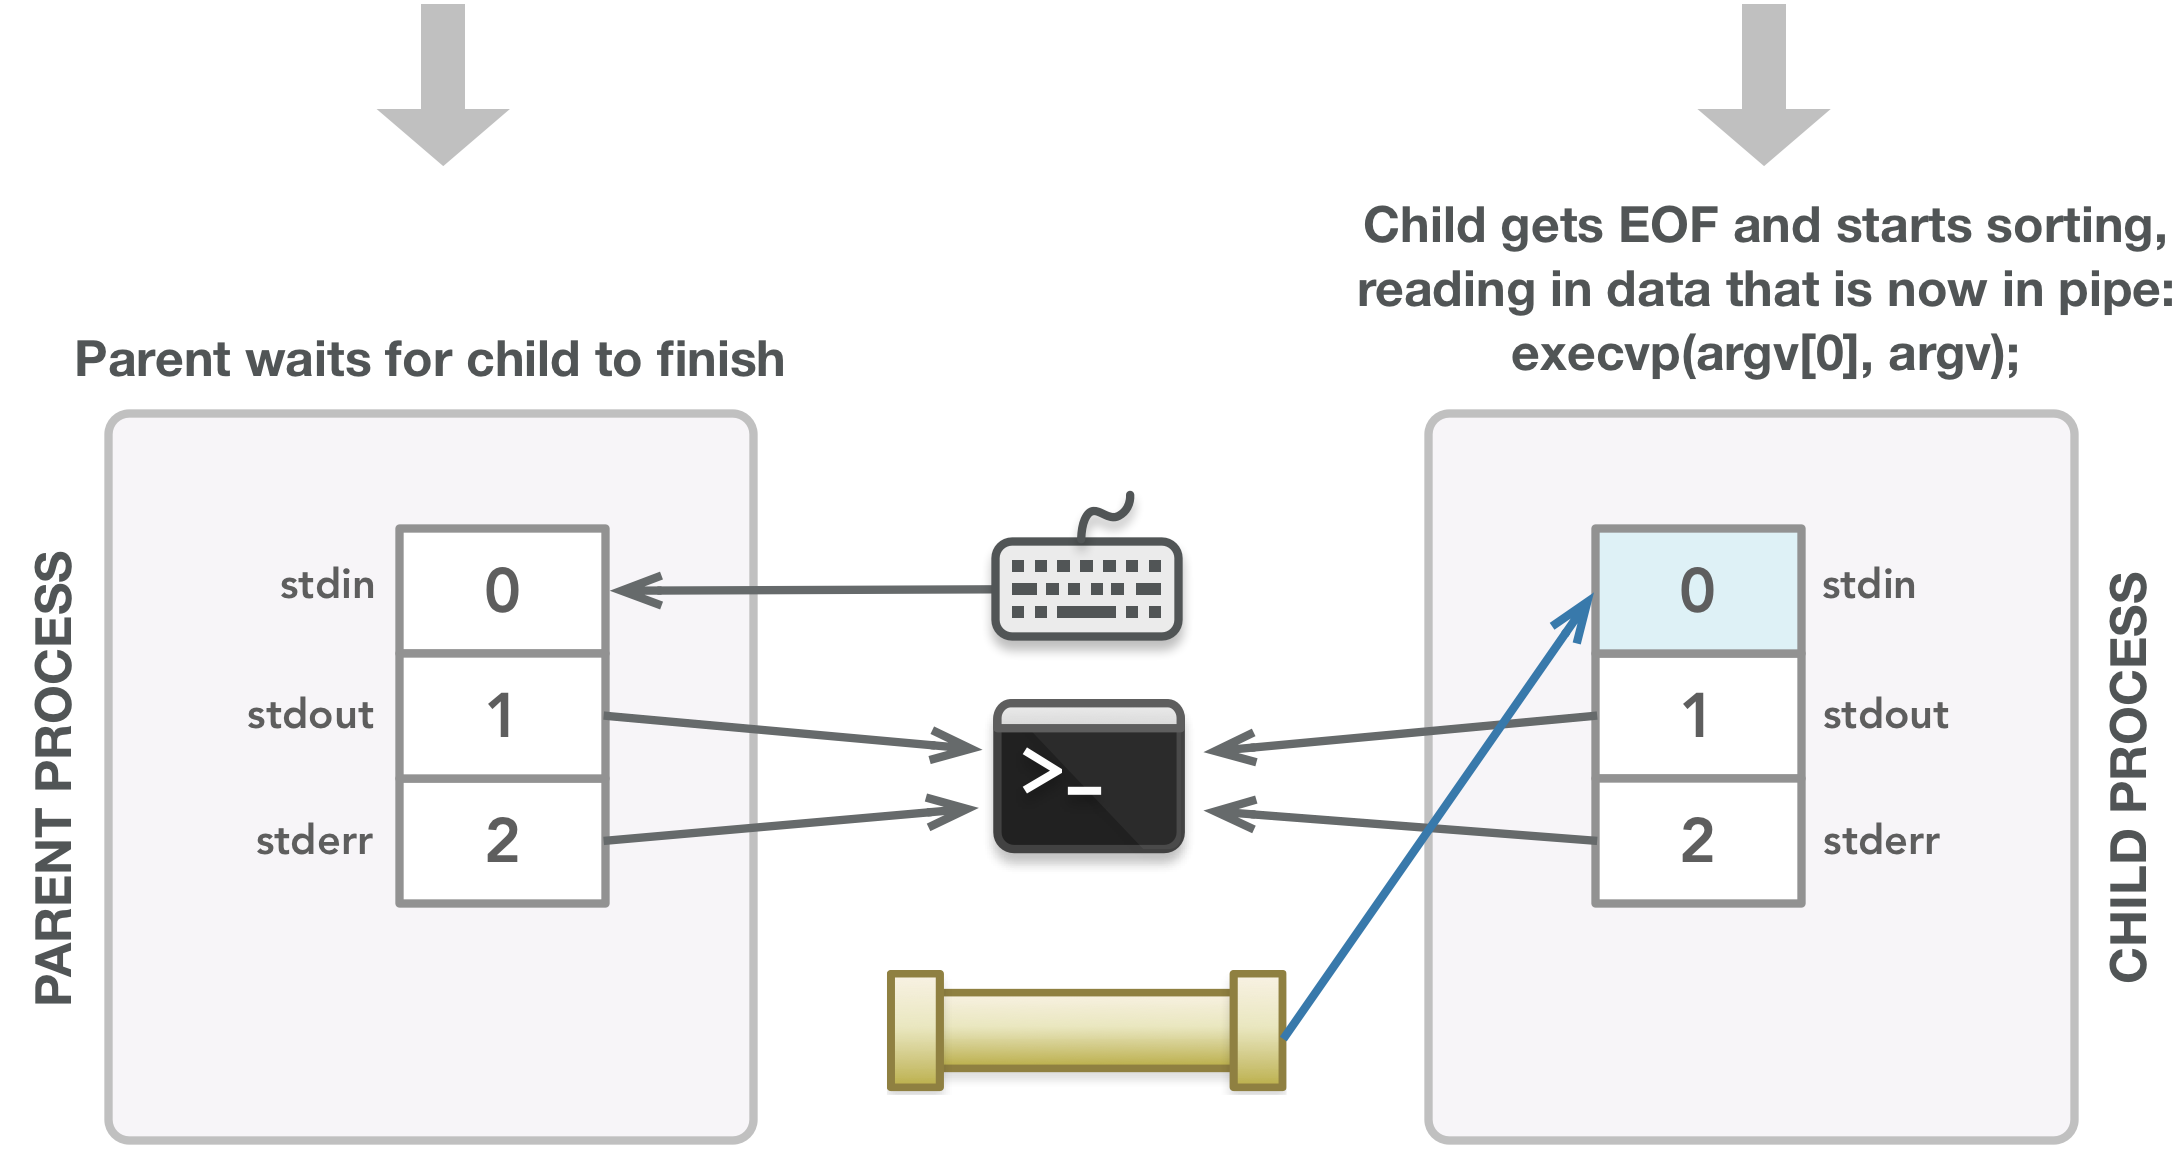 Child gets EOF and starts sorting,
reading in data that is now in pipe:
execvp(argv[0], argv);
Parent waits for child to finish
PARENT PROCESS
stdin
0
stdout
1
stderr
2
>_
0
stdin
1
stdout
2
stderr
CHILD PROCESS